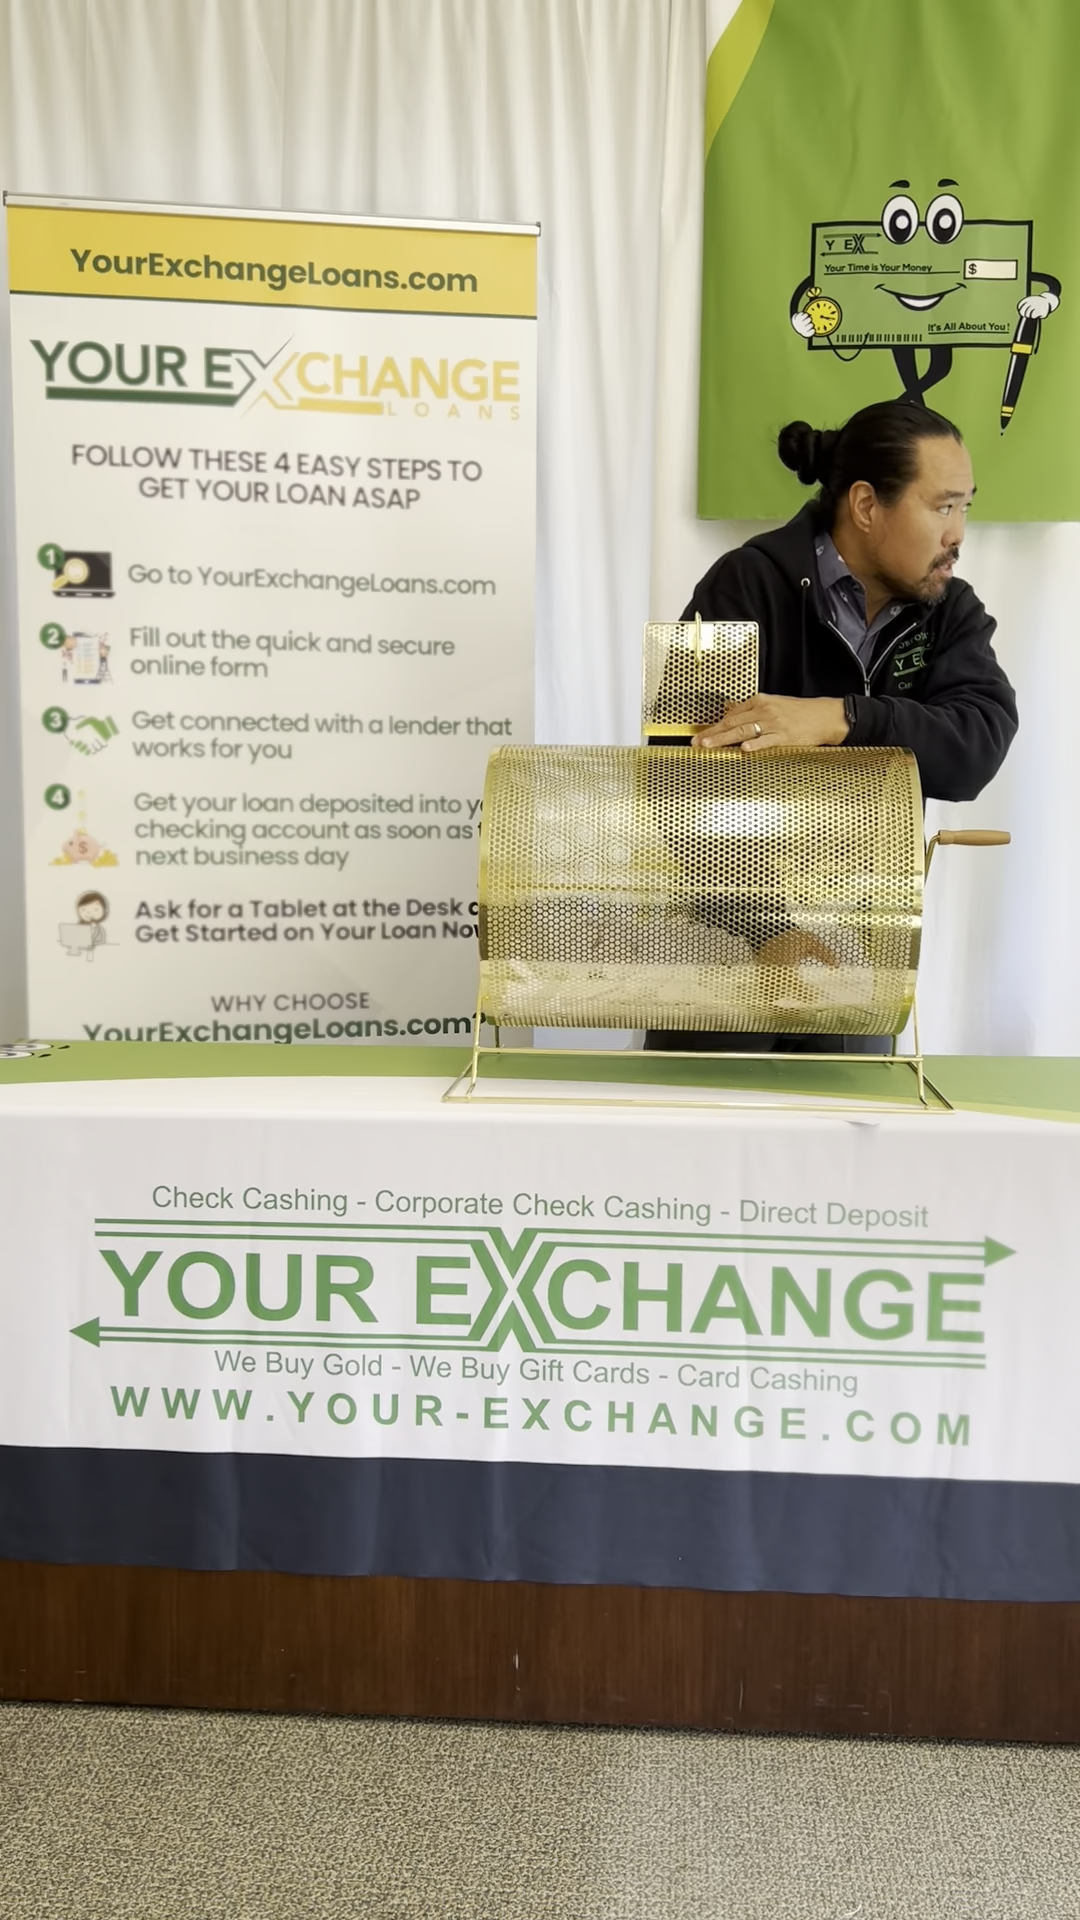 YourExchangeLoans.com
YOUR EXCHANGE
LOANS
FOLLOW THESE 4 EASY STEPS TO
GET YOUR LOAN ASAP
1
Go to YourExchangeLoans.com
2
Fill out the quick and secure
online form
3
Get connected with a lender that
works for you
4
Get your loan deposited into
checking account as soon as
next business day
$
Ask for a Tablet at the Desk
Get Started on Your Loan
WHY CHOOSE
YourExchangeLoans.com?
Y EX
Your Time is Your Money
$
It's All About You!
Y E
Check Cashing - Corporate Check Cashing - Direct Deposit
YOUR EXCHANGE
We Buy Gold - We Buy Gift Cards - Card Cashing
WWW.YOUR-EXCHANGE.COM